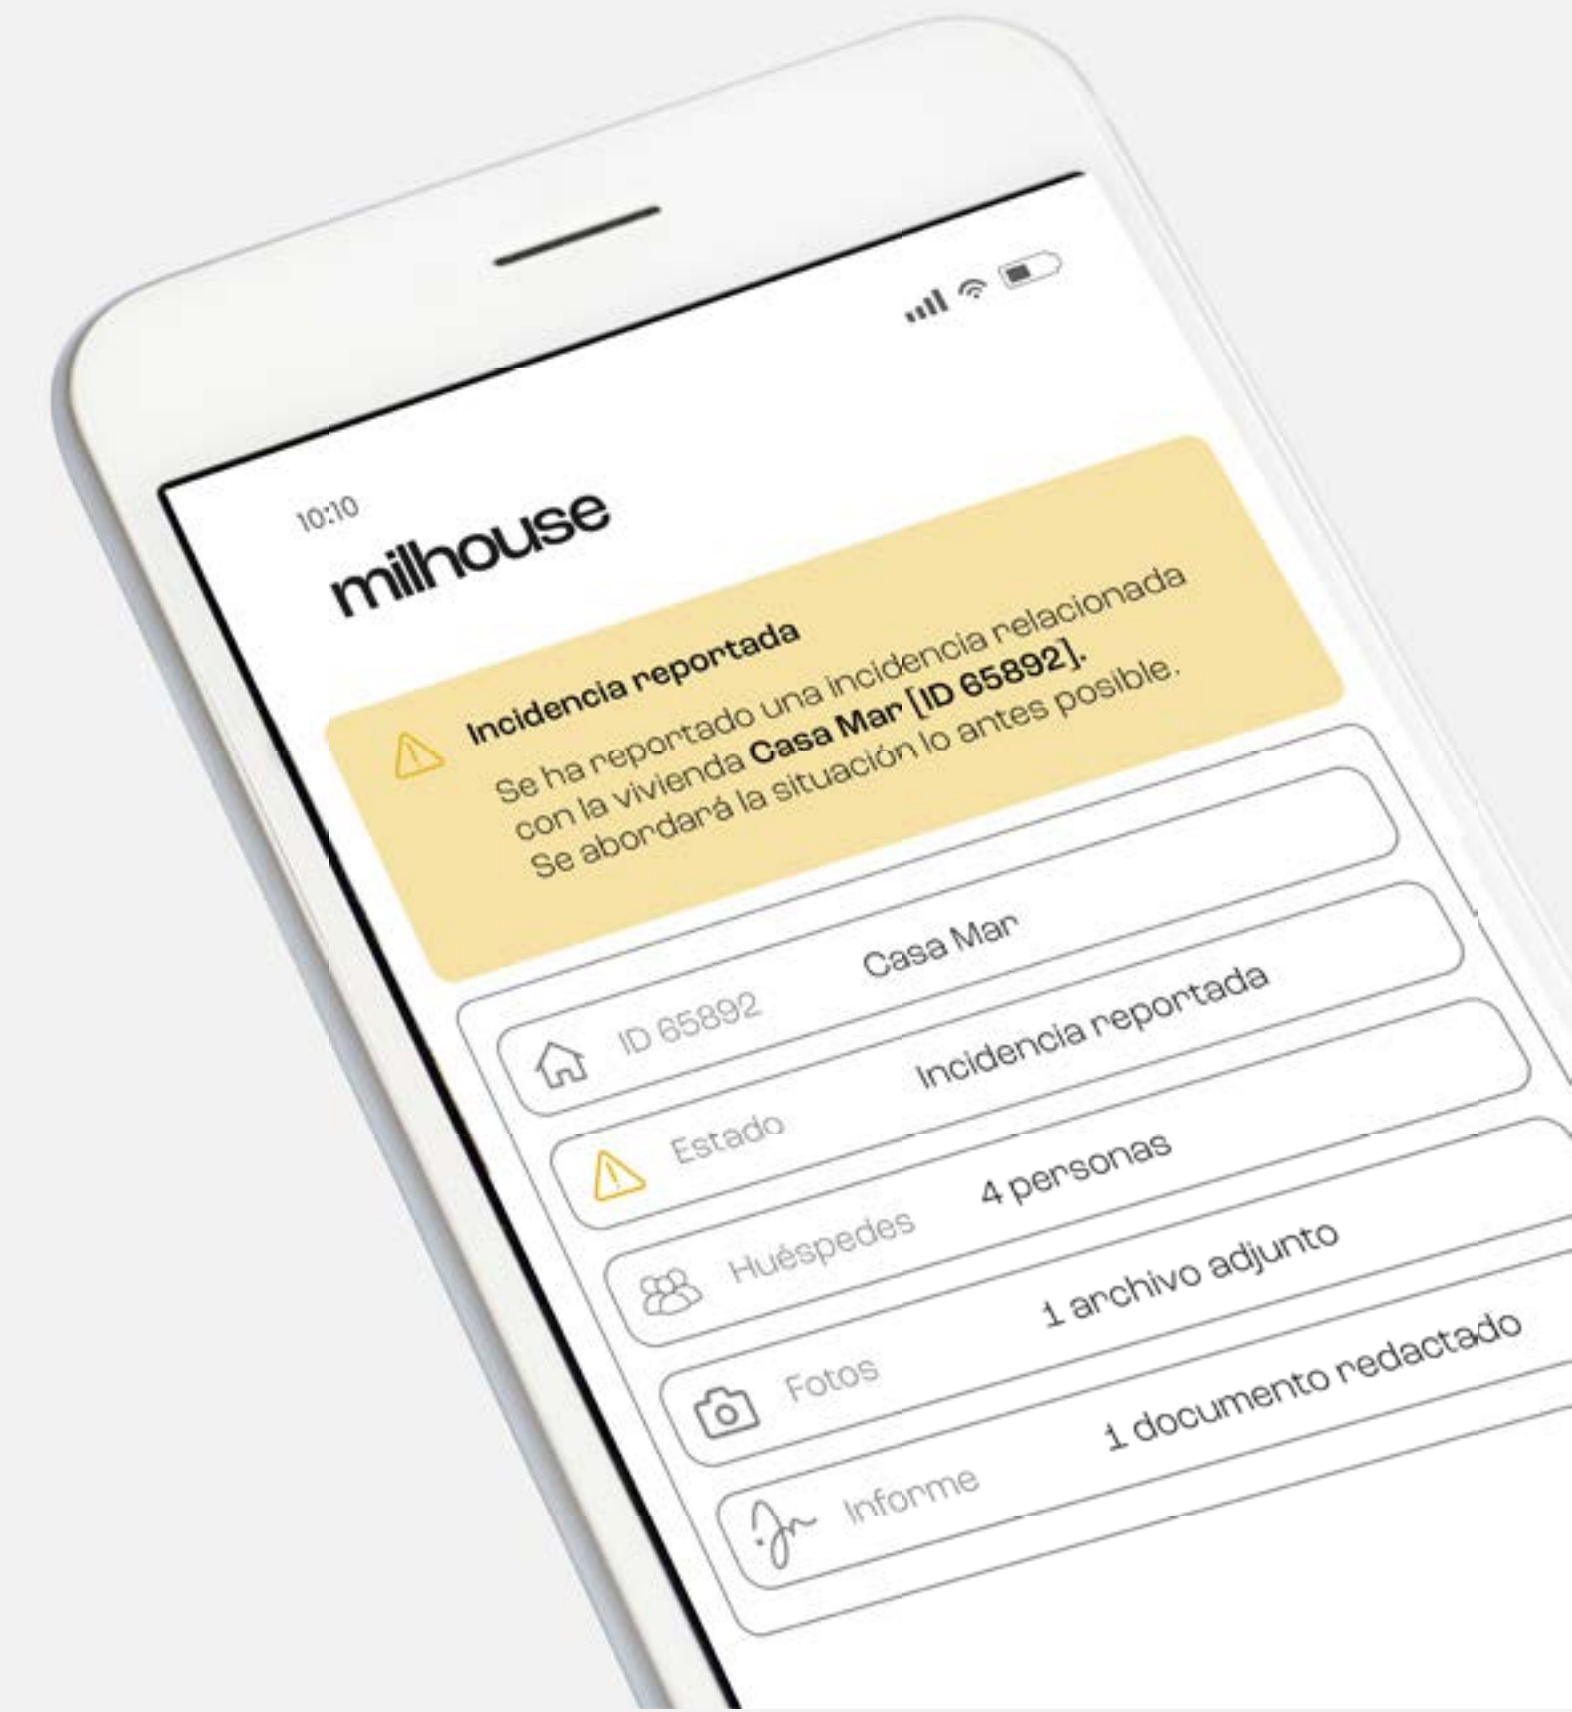 10:10
milhouse
Incidencia reportada
Se ha reportado una incidencia relacionada
con la vivienda Casa Mar [ID 65892].
Se abordará la situación lo antes posible.
ID 65892 Casa Mar
Estado Incidencia reportada
Huéspedes 4 personas
Fotos 1 archivo adjunto
Informe 1 documento redactado